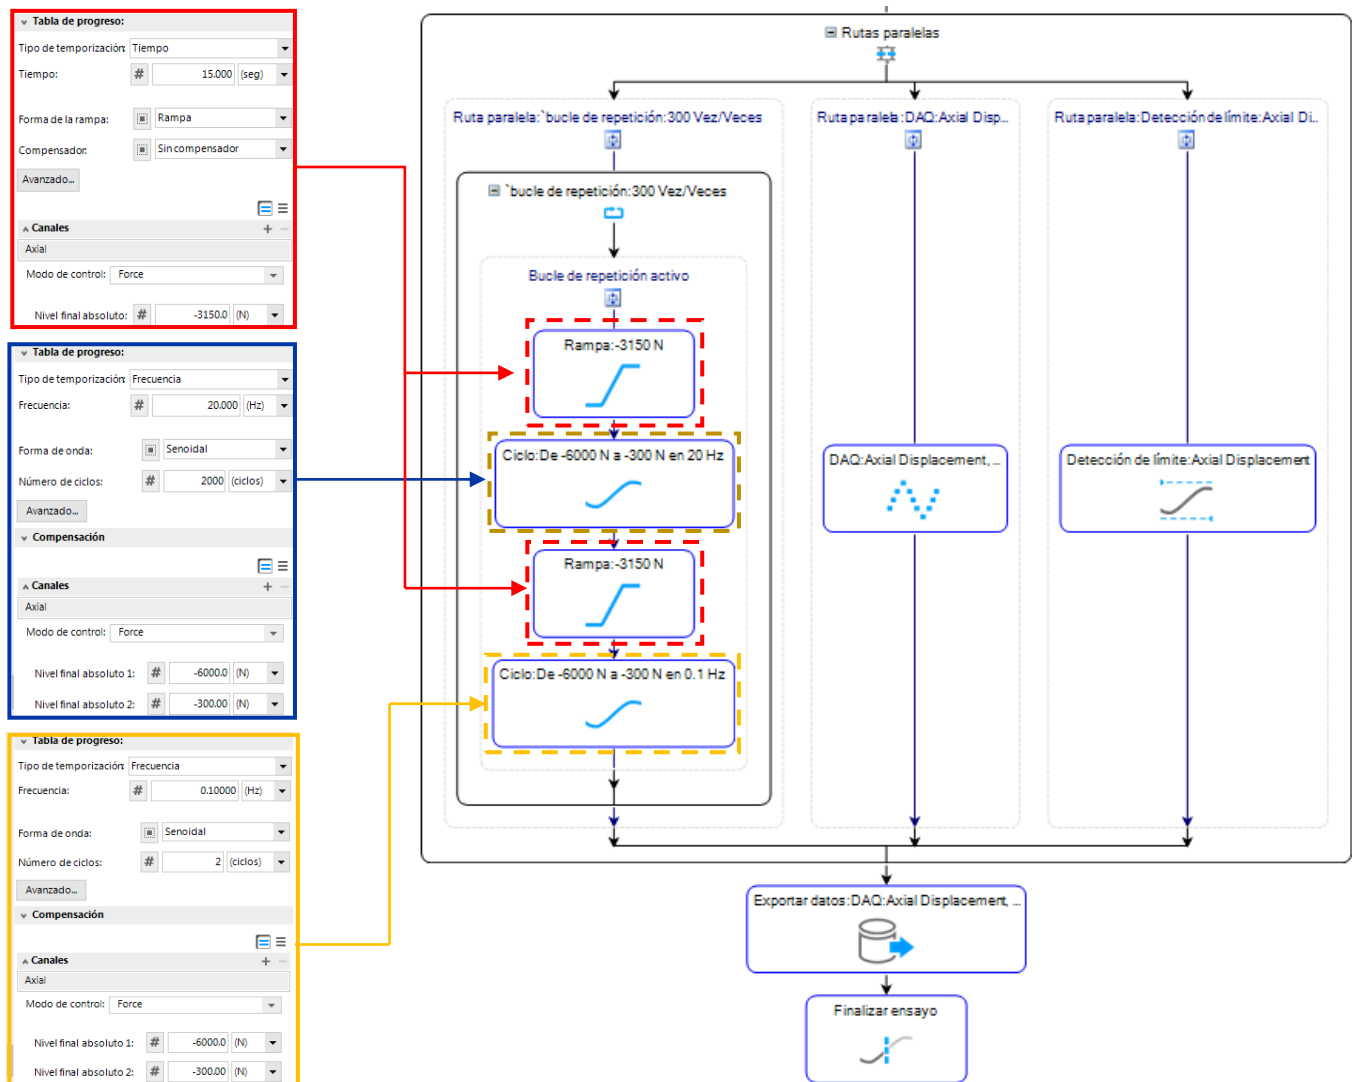 Tabla de progreso:
Tipo de temporización: Tiempo
Tiempo: # 15.000 (seg)
Forma de la rampa: Rampa
Compensador: Sin compensador
Avanzado...
Canales + −
Axial
Modo de control: Force
Nivel final absoluto: # -3150.0 (N)
Tabla de progreso:
Tipo de temporización: Frecuencia
Frecuencia: # 20.000 (Hz)
Forma de onda: Senoidal
Número de ciclos: # 2000 (ciclos)
Avanzado...
Compensación
Canales + −
Axial
Modo de control: Force
Nivel final absoluto 1: # -6000.0 (N)
Nivel final absoluto 2: # -300.00 (N)
Tabla de progreso:
Tipo de temporización: Frecuencia
Frecuencia: # 0.10000 (Hz)
Forma de onda: Senoidal
Número de ciclos: # 2 (ciclos)
Avanzado...
Compensación
Canales + −
Axial
Modo de control: Force
Nivel final absoluto 1: # -6000.0 (N)
Nivel final absoluto 2: # -300.00 (N)
Rutas paralelas
Ruta paralela:`bucle de repetición:300 Vez/Veces
`bucle de repetición:300 Vez/Veces
Bucle de repetición activo
Rampa:-3150 N
Ciclo:De -6000 N a -300 N en 20 Hz
Rampa:-3150 N
Ciclo:De -6000 N a -300 N en 0.1 Hz
Ruta paralela:DAQ:Axial Disp...
DAQ:Axial Displacement, ...
Ruta paralela:Detección de límite:Axial Di..
Detección de límite:Axial Displacement
Exportar datos:DAQ:Axial Displacement, ...
Finalizar ensayo